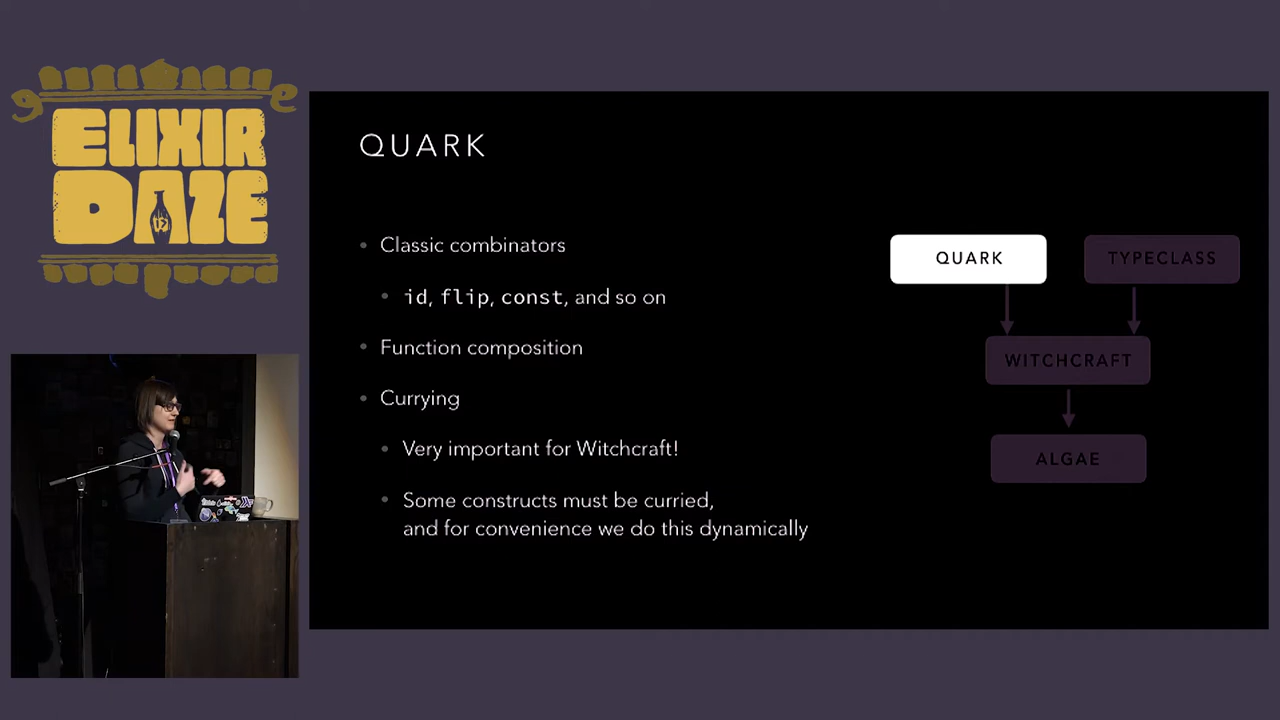 ELIXIR
DAZE
QUARK
• Classic combinators
• id, flip, const, and so on
• Function composition
• Currying
• Very important for Witchcraft!
• Some constructs must be curried,
and for convenience we do this dynamically
QUARK
TYPECLASS
WITCHCRAFT
ALGAE